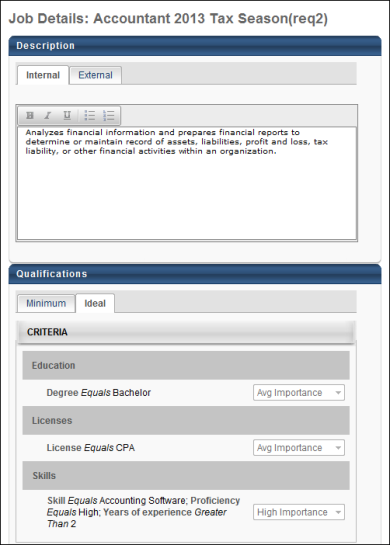 Job Details: Accountant 2013 Tax Season(req2)
Description
Internal External
B I U
Analyzes financial information and prepares financial reports to
determine or maintain record of assets, liabilities, profit and loss, tax
liability, or other financial activities within an organization.
Qualifications
Minimum Ideal
CRITERIA
Education
Degree Equals Bachelor Avg Importance
Licenses
License Equals CPA Avg Importance
Skills
Skill Equals Accounting Software; Proficiency
Equals High; Years of experience Greater High Importance
Than 2